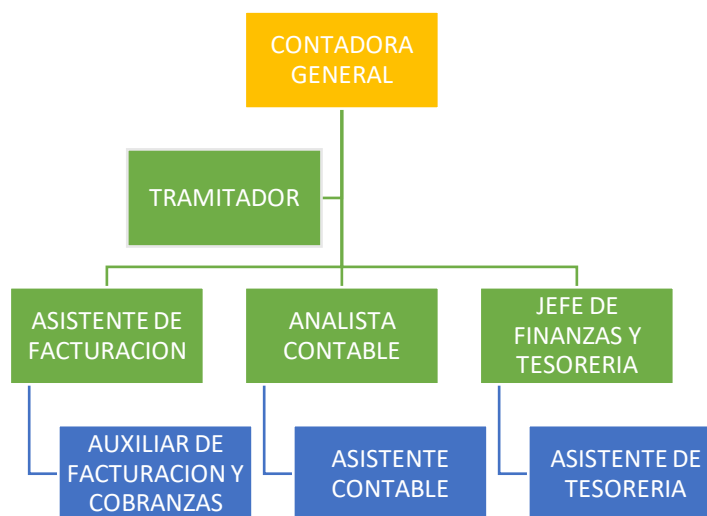 CONTADORA
GENERAL
TRAMITADOR
ASISTENTE DE
FACTURACION
ANALISTA
CONTABLE
JEFE DE
FINANZAS Y
TESORERIA
AUXILIAR DE
FACTURACION Y
COBRANZAS
ASISTENTE
CONTABLE
ASISTENTE DE
TESORERIA